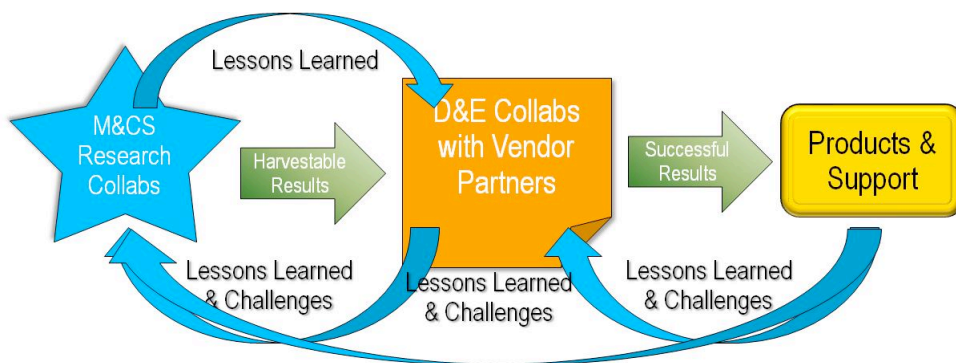 Lessons Learned
M&CS
Research
Collabs
Harvestable
Results
D&E Collabs
with Vendor
Partners
Successful
Results
Products &
Support
Lessons Learned
& Challenges
Lessons Learned
& Challenges
Lessons Learned
& Challenges